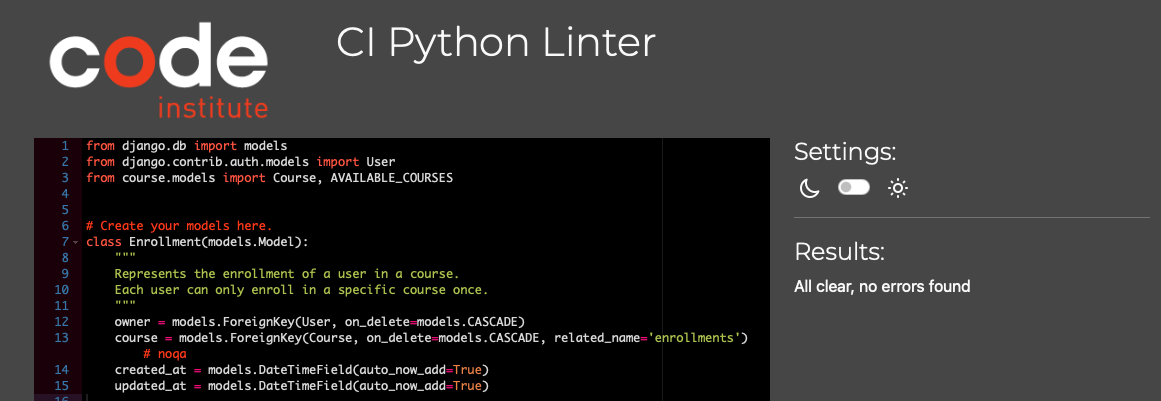 code
institute
CI Python Linter
1 from django.db import models
2 from django.contrib.auth.models import User
3 from course.models import Course, AVAILABLE_COURSES
4
5
6 # Create your models here.
7 class Enrollment(models.Model):
8 """
9 Represents the enrollment of a user in a course.
10 Each user can only enroll in a specific course once.
11 """
12 owner = models.ForeignKey(User, on_delete=models.CASCADE)
13 course = models.ForeignKey(Course, on_delete=models.CASCADE, related_name='enrollments')
# noqa
14 created_at = models.DateTimeField(auto_now_add=True)
15 updated_at = models.DateTimeField(auto_now_add=True)
16
Settings:
Results:
All clear, no errors found